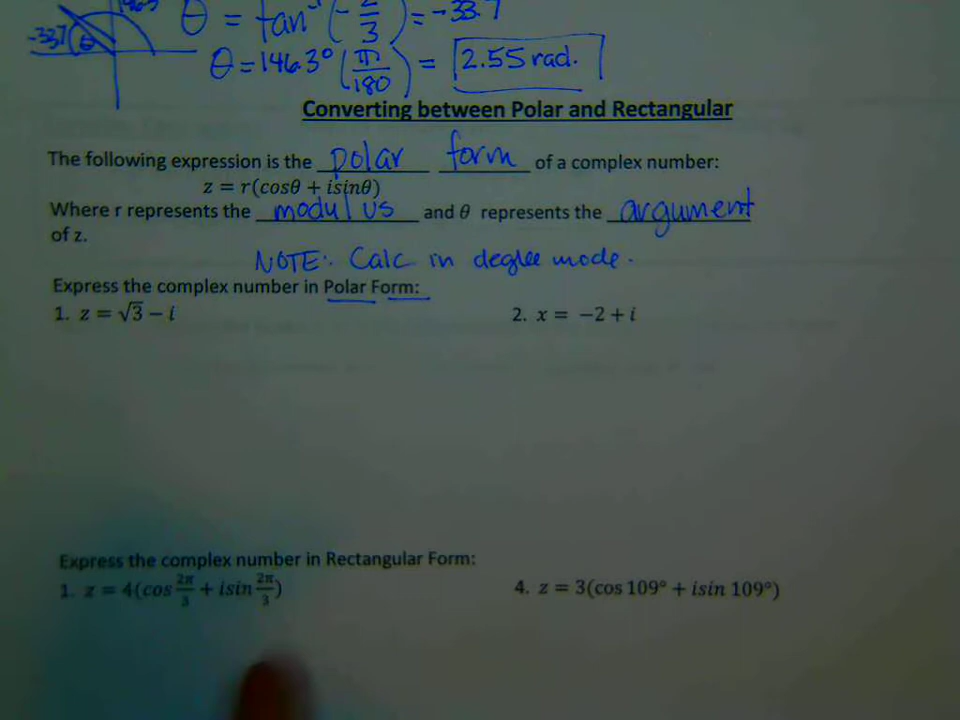 146.3
θ = tan⁻¹(-2/3) = -33.7
-33.7 θ
θ = 146.3° (π/180) = 2.55 rad.
Converting between Polar and Rectangular
The following expression is the polar form of a complex number:
z = r(cosθ + isinθ)
Where r represents the modulus and θ represents the argument
of z.
NOTE: Calc in degree mode.
Express the complex number in Polar Form:
1. z = √3 – i 2. x = −2 + i
Express the complex number in Rectangular Form:
1. z = 4(cos 2π/3 + isin 2π/3) 4. z = 3(cos 109° + isin 109°)